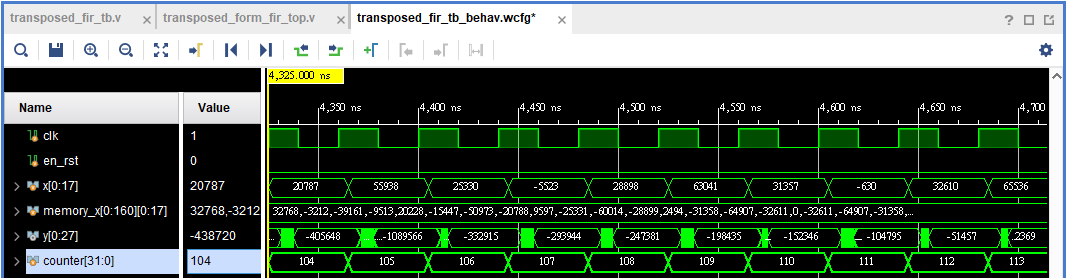 transposed_fir_tb.v × transposed_form_fir_top.v × transposed_fir_tb_behav.wcfg* × ?
4,325.000 ns
Name Value
4,350 ns 4,400 ns 4,450 ns 4,500 ns 4,550 ns 4,600 ns 4,650 ns 4,700
clk 1
en_rst 0
x[0:17] 20787 20787 55938 25330 -5523 28898 63041 31357 -630 32610 65536
memory_x[0:160][0:17] 32768,-3212 32768,-3212,-39161,-9513,20228,-15447,-50973,-20788,9597,-25331,-60014,-28899,2494,-31358,-64907,-32611,0,-32611,-64907,-31358,...
y[0:27] -438720 ... -405648 ... -1089566 -332915 -293944 -247381 -198435 -152346 ... -104795 -51457 .2369
counter[31:0] 104 104 105 106 107 108 109 110 111 112 113